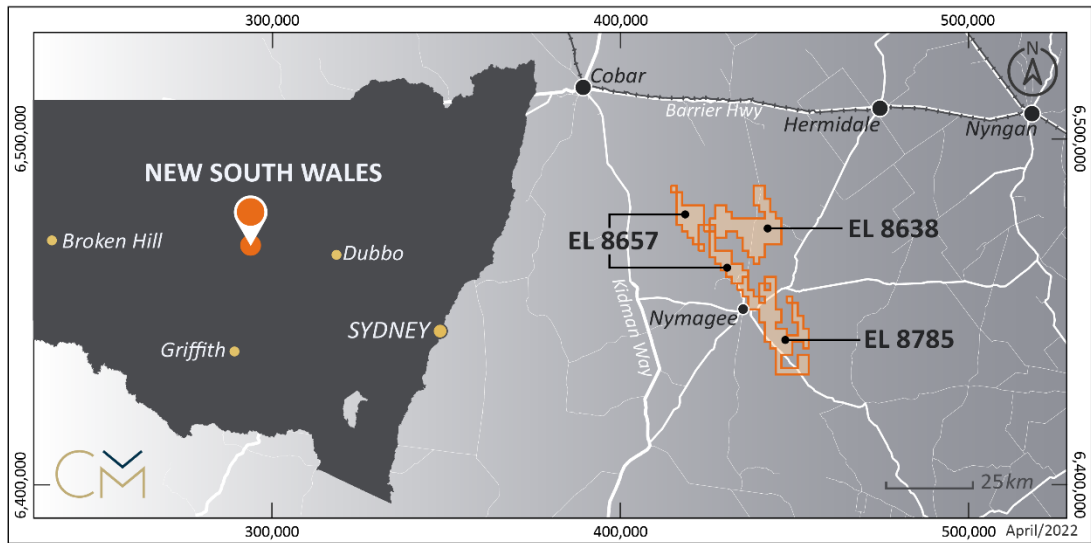 300,000
400,000
500,000
Cobar
Barrier Hwy
Hermidale
Nyngan
6,500,000
6,500,000
NEW SOUTH WALES
Broken Hill
Dubbo
SYDNEY
Griffith
EL 8657
EL 8638
Kidman Way
Nymagee
EL 8785
CM
25km
6,400,000
6,400,000
300,000
400,000
500,000
April/2022